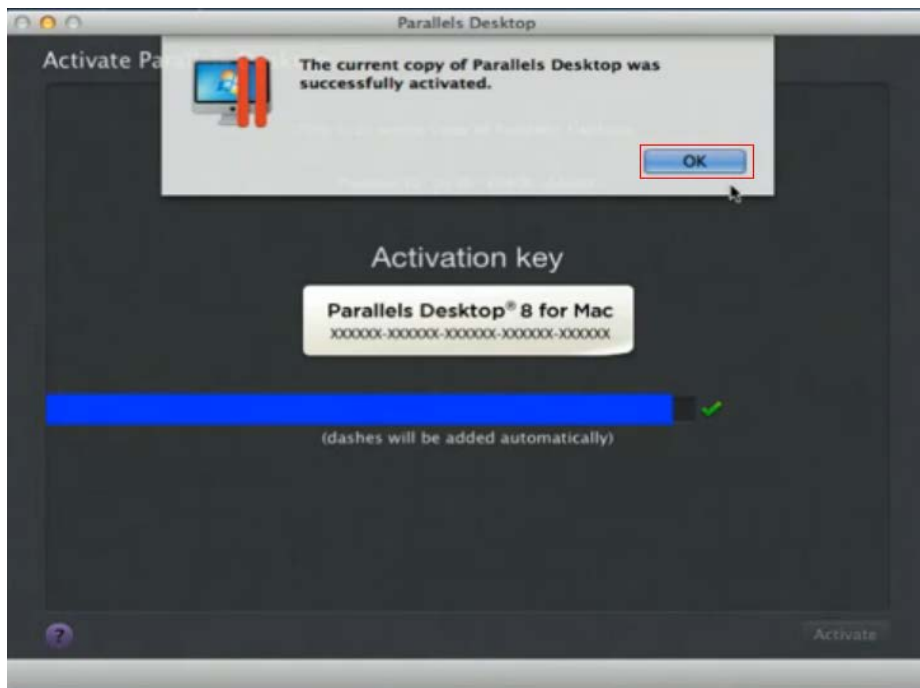 Parallels Desktop
Activate Pa
The current copy of Parallels Desktop was
successfully activated.
OK
Activation key
Parallels Desktop® 8 for Mac
XXXXXX-XXXXXX-XXXXXX-XXXXXX-XXXXXX
(dashes will be added automatically)
?
Activate